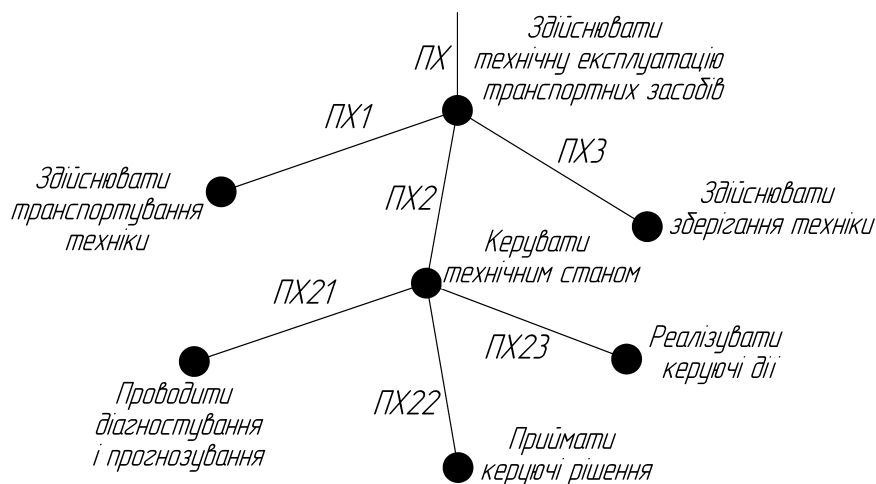 Здійснювати
технічну експлуатацію
транспортних засобів
ПХ
ПХ1
ПХ3
Здійснювати
транспортування
техніки
ПХ2
Здійснювати
зберігання техніки
Керувати
технічним станом
ПХ21
ПХ23
Реалізувати
керуючі дії
Проводити
діагностування
і прогнозування
ПХ22
Приймати
керуючі рішення